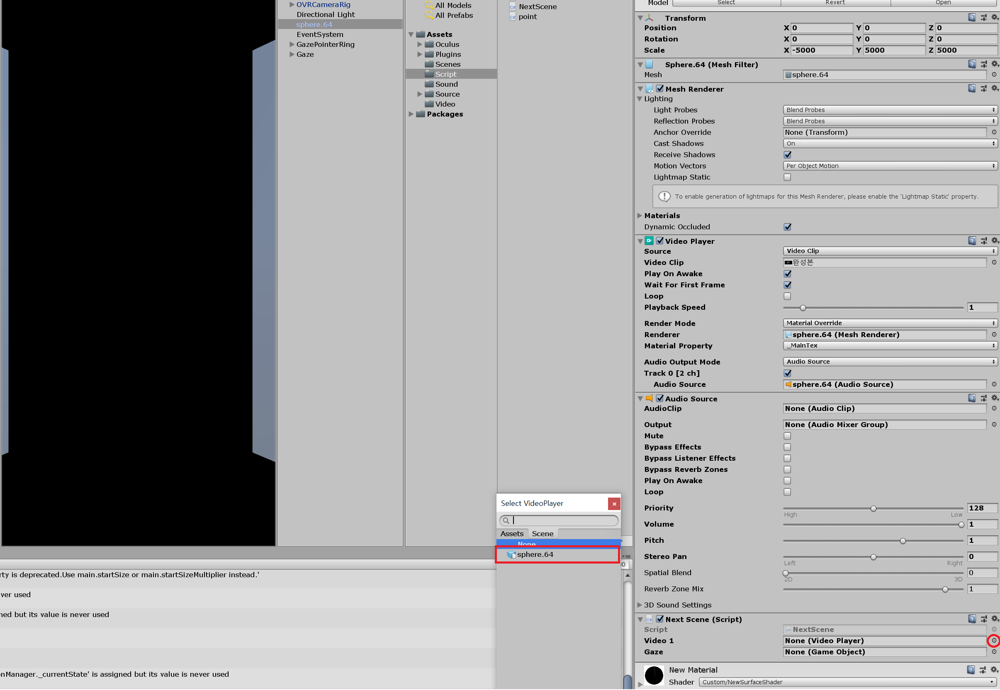 OVRCameraRig
Directional Light
sphere.64
EventSystem
GazePointerRing
Gaze
All Models
All Prefabs
Assets
Oculus
Plugins
Scenes
Script
Sound
Source
Video
Packages
NextScene
point
Model Select Revert Open
Transform
Position X 0 Y 0 Z 0
Rotation X 0 Y 0 Z 0
Scale X -5000 Y 5000 Z 5000
Sphere.64 (Mesh Filter)
Mesh sphere.64
Mesh Renderer
Lighting
Light Probes Blend Probes
Reflection Probes Blend Probes
Anchor Override None (Transform)
Cast Shadows On
Receive Shadows
Motion Vectors Per Object Motion
Lightmap Static
To enable generation of lightmaps for this Mesh Renderer, please enable the 'Lightmap Static' property.
Materials
Dynamic Occluded
Video Player
Source Video Clip
Video Clip 완성본
Play On Awake
Wait For First Frame
Loop
Playback Speed 1
Render Mode Material Override
Renderer sphere.64 (Mesh Renderer)
Material Property _MainTex
Audio Output Mode Audio Source
Track 0 [2 ch]
Audio Source sphere.64 (Audio Source)
Audio Source
AudioClip None (Audio Clip)
Output None (Audio Mixer Group)
Mute
Bypass Effects
Bypass Listener Effects
Bypass Reverb Zones
Play On Awake
Loop
Priority 128
High Low
Volume 1
Pitch 1
Stereo Pan 0
Left Right
Spatial Blend 0
2D 3D
Reverb Zone Mix 1
3D Sound Settings
Next Scene (Script)
Script NextScene
Video 1 None (Video Player)
Gaze None (Game Object)
New Material
Shader Custom/NewSurfaceShader
Select VideoPlayer
Assets Scene
None
sphere.64
rty is deprecated.Use main.startSize or main.startSizeMultiplier instead.'
ver used
ned but its value is never used
onManager._currentState' is assigned but its value is never used